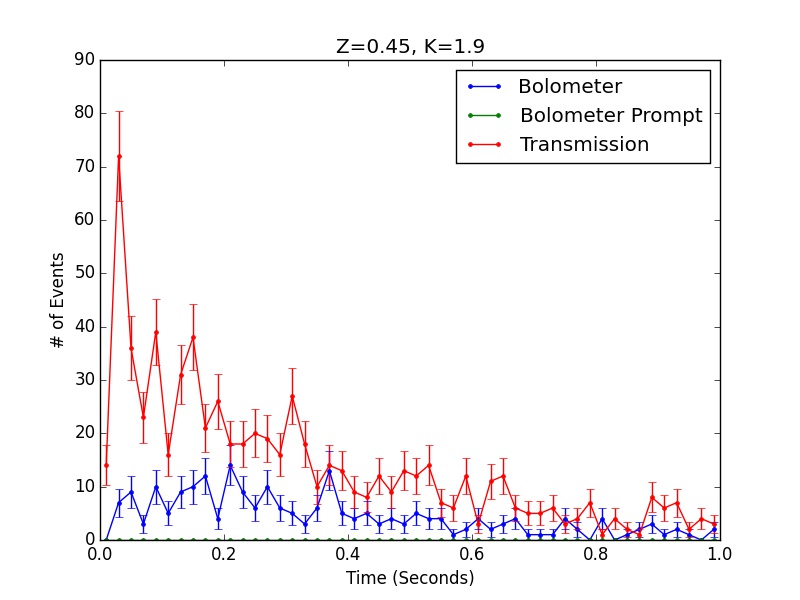 Z=0.45, K=1.9
90
80
70
60
50
40
30
20
10
0
# of Events
Bolometer
Bolometer Prompt
Transmission
0.0 0.2 0.4 0.6 0.8 1.0
Time (Seconds)